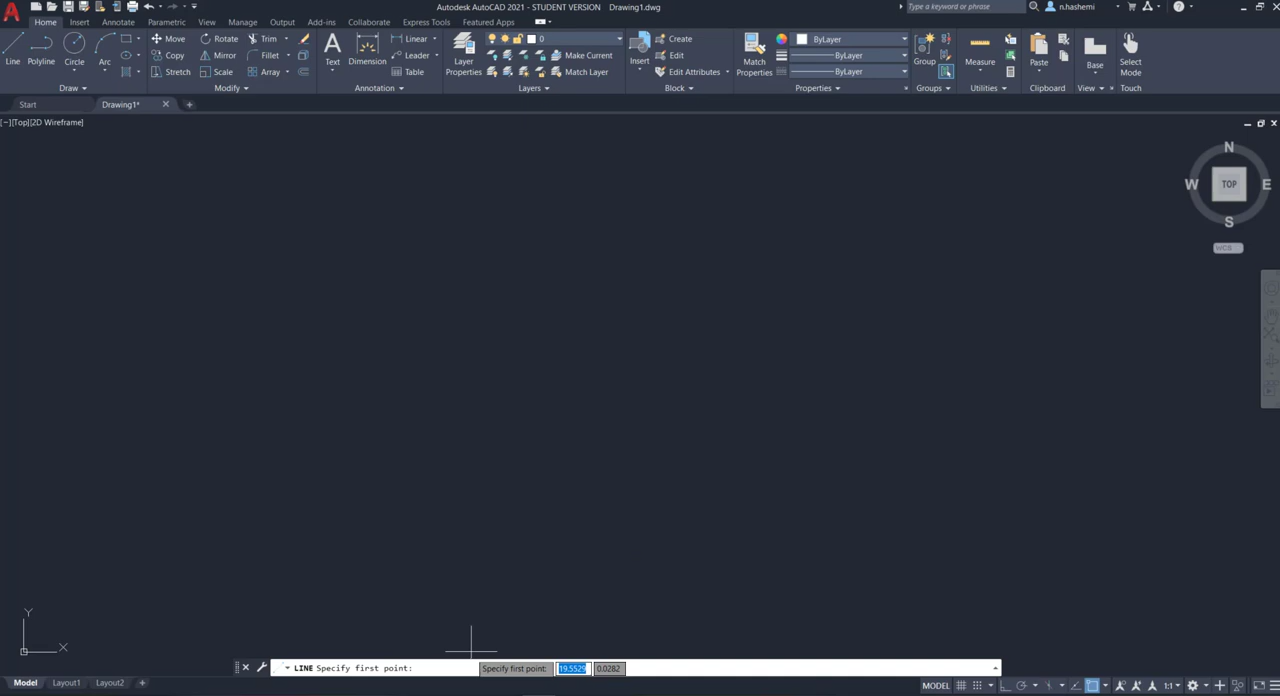 Autodesk AutoCAD 2021 - STUDENT VERSION Drawing1.dwg
Type a keyword or phrase
n.hashemi
Home Insert Annotate Parametric View Manage Output Add-ins Collaborate Express Tools Featured Apps
Move Rotate Trim Linear 0 Create ByLayer
Copy Mirror Fillet Leader Make Current Edit ByLayer
Stretch Scale Array Table Match Layer Edit Attributes ByLayer
Line Polyline Circle Arc Text Dimension Layer Properties Insert Match Properties Group Measure Paste Base Select Mode
Draw Modify Annotation Layers Block Properties Groups Utilities Clipboard View Touch
Start Drawing1*
[−][Top][2D Wireframe]
N
W TOP E
S
WCS
Y
X
LINE Specify first point: Specify first point: 19.5529 0.0282
Model Layout1 Layout2 MODEL 1:1